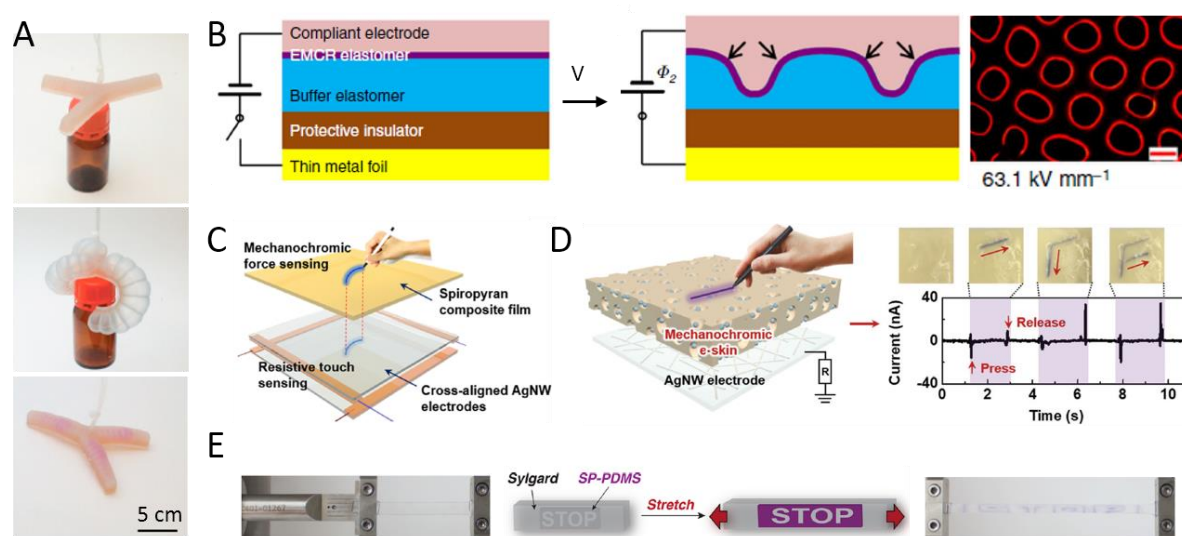 A
5 cm
B
Compliant electrode
EMCR elastomer
Buffer elastomer
Protective insulator
Thin metal foil
V
Φ2
63.1 kV mm–1
C
Mechanochromic
force sensing
Spiropyran
composite film
Resistive touch
sensing
Cross-aligned AgNW
electrodes
D
Mechanochromic
e-skin
AgNW electrode
R
Current (nA)
40
0
-40
Release
Press
0 2 4 6 8 10
Time (s)
E
Sylgard
SP-PDMS
STOP
Stretch
STOP